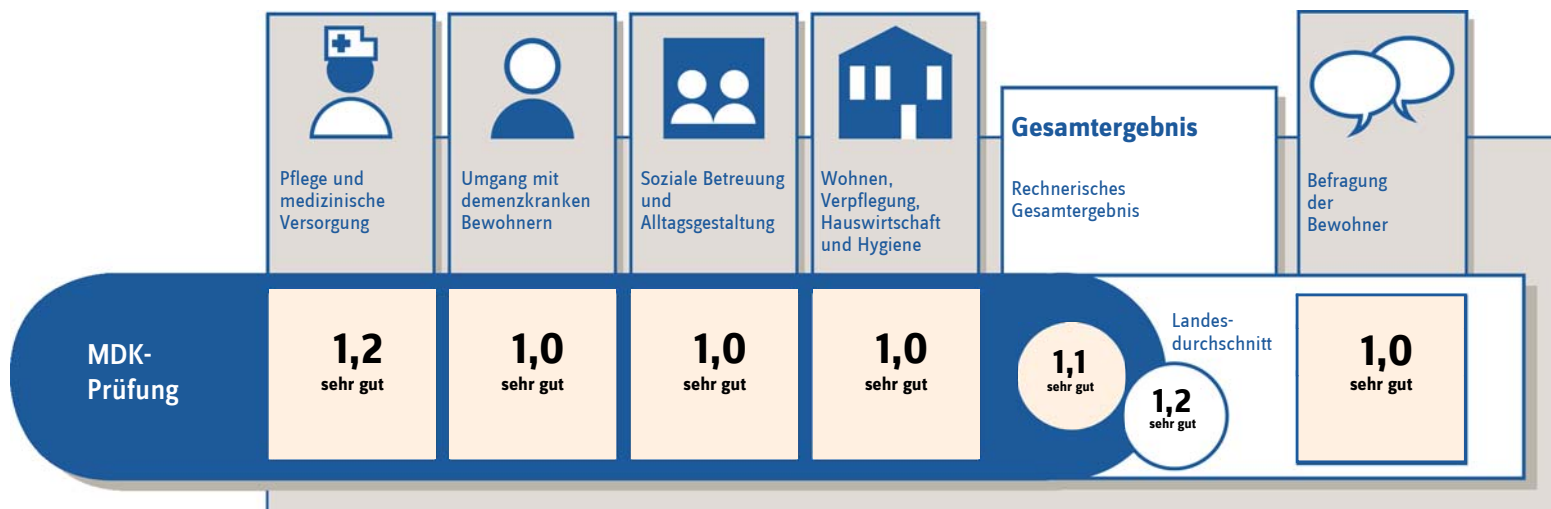 Pflege und
medizinische
Versorgung
Umgang mit
demenzkranken
Bewohnern
Soziale Betreuung
und
Alltagsgestaltung
Wohnen,
Verpflegung,
Hauswirtschaft
und Hygiene
Gesamtergebnis
Rechnerisches
Gesamtergebnis
Befragung
der
Bewohner
MDK-
Prüfung
1,2
sehr gut
1,0
sehr gut
1,0
sehr gut
1,0
sehr gut
1,1
sehr gut
Landes-
durchschnitt
1,2
sehr gut
1,0
sehr gut